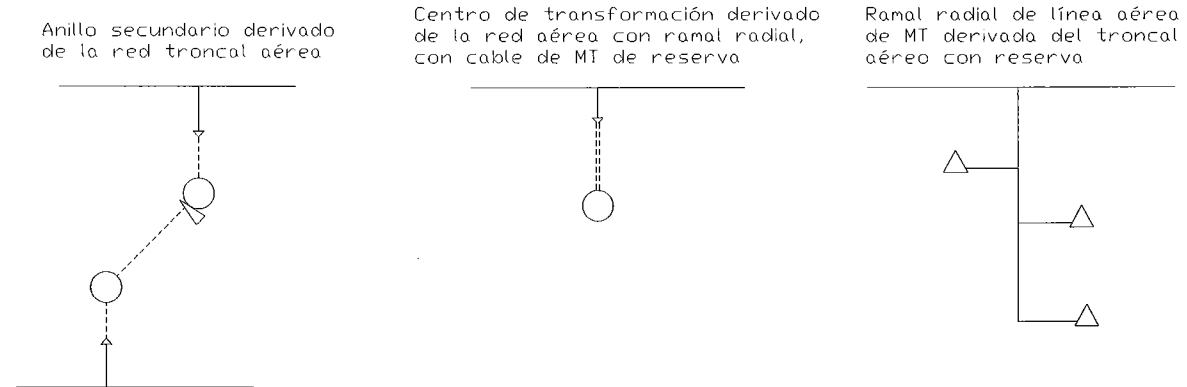 Anillo secundario derivado
de la red troncal aérea
Centro de transformación derivado
de la red aérea con ramal radial,
con cable de MT de reserva
Ramal radial de línea aérea
de MT derivada del troncal
aéreo con reserva